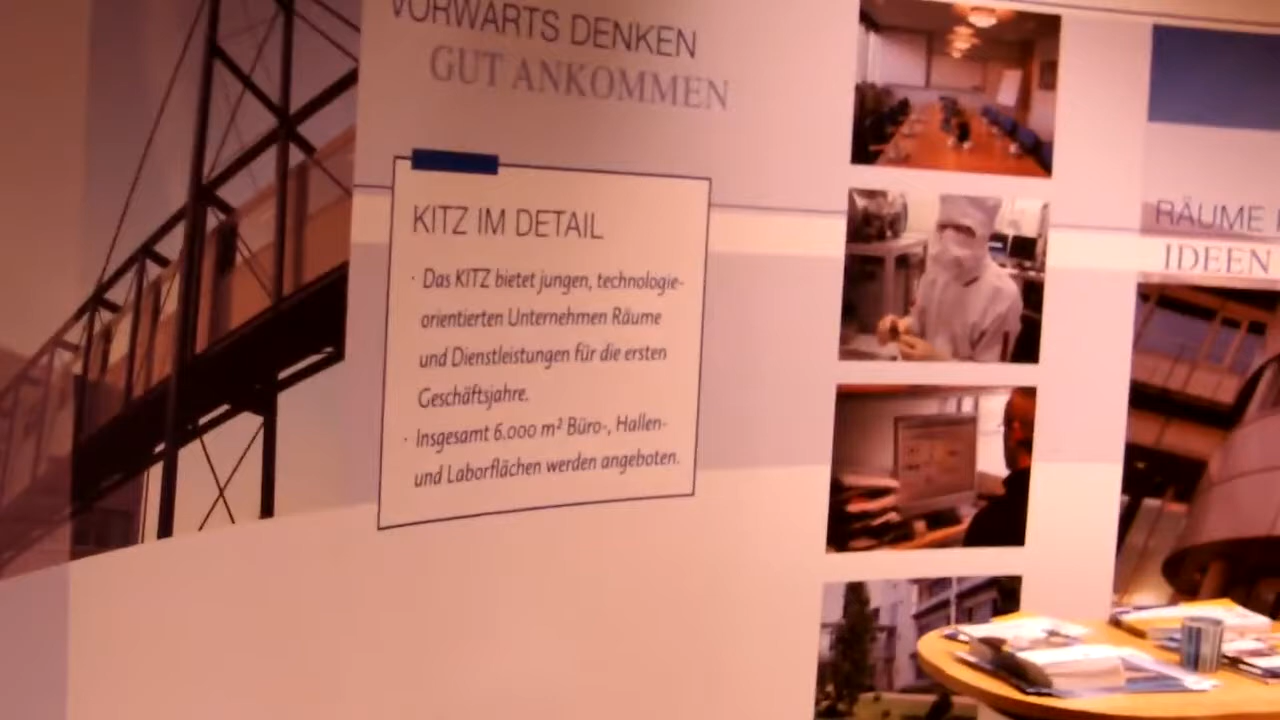 VORWÄRTS DENKEN
GUT ANKOMMEN
KITZ IM DETAIL
· Das KITZ bietet jungen, technologie-
orientierten Unternehmen Räume
und Dienstleistungen für die ersten
Geschäftsjahre.
· Insgesamt 6.000 m² Büro-, Hallen-
und Laborflächen werden angeboten.
RÄUME
IDEEN